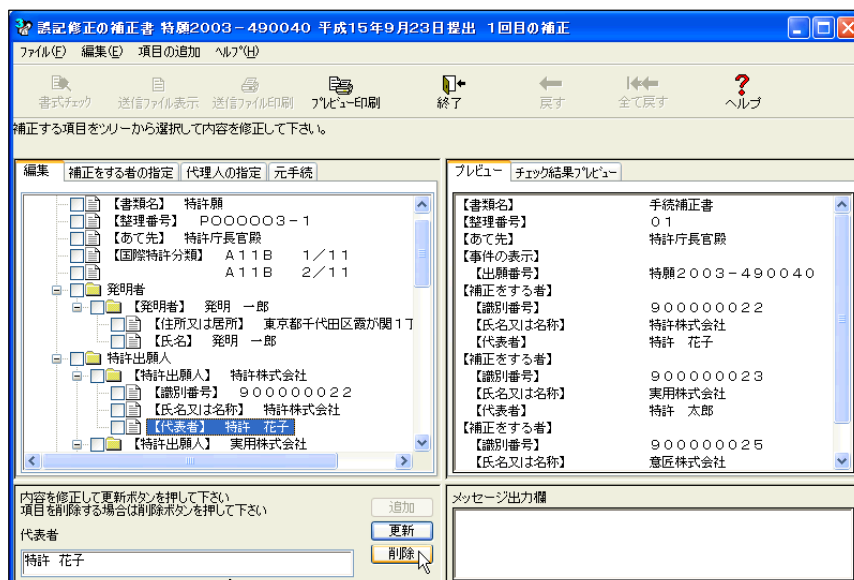 誤記修正の補正書 特願2003-490040 平成15年9月23日提出 1回目の補正
ファイル(F) 編集(E) 項目の追加 ヘルプ(H)
書式チェック 送信ファイル表示 送信ファイル印刷 プレビュー印刷 終了 戻す 全て戻す ヘルプ
補正する項目をツリーから選択して内容を修正して下さい。
編集 補正をする者の指定 代理人の指定 元手続
【書類名】 特許願
【整理番号】 P000003-1
【あて先】 特許庁長官殿
【国際特許分類】 A11B 1/11
A11B 2/11
発明者
【発明者】 発明 一郎
【住所又は居所】 東京都千代田区霞が関1丁
【氏名】 発明 一郎
特許出願人
【特許出願人】 特許株式会社
【識別番号】 900000022
【氏名又は名称】 特許株式会社
【代表者】 特許 花子
【特許出願人】 実用株式会社
プレビュー チェック結果プレビュー
【書類名】 手続補正書
【整理番号】 01
【あて先】 特許庁長官殿
【事件の表示】
【出願番号】 特願2003-490040
【補正をする者】
【識別番号】 900000022
【氏名又は名称】 特許株式会社
【代表者】 特許 花子
【補正をする者】
【識別番号】 900000023
【氏名又は名称】 実用株式会社
【代表者】 特許 太郎
【補正をする者】
【識別番号】 900000025
【氏名又は名称】 意匠株式会社
内容を修正して更新ボタンを押して下さい
項目を削除する場合は削除ボタンを押して下さい
追加
更新
削除
代表者
特許 花子
メッセージ出力欄